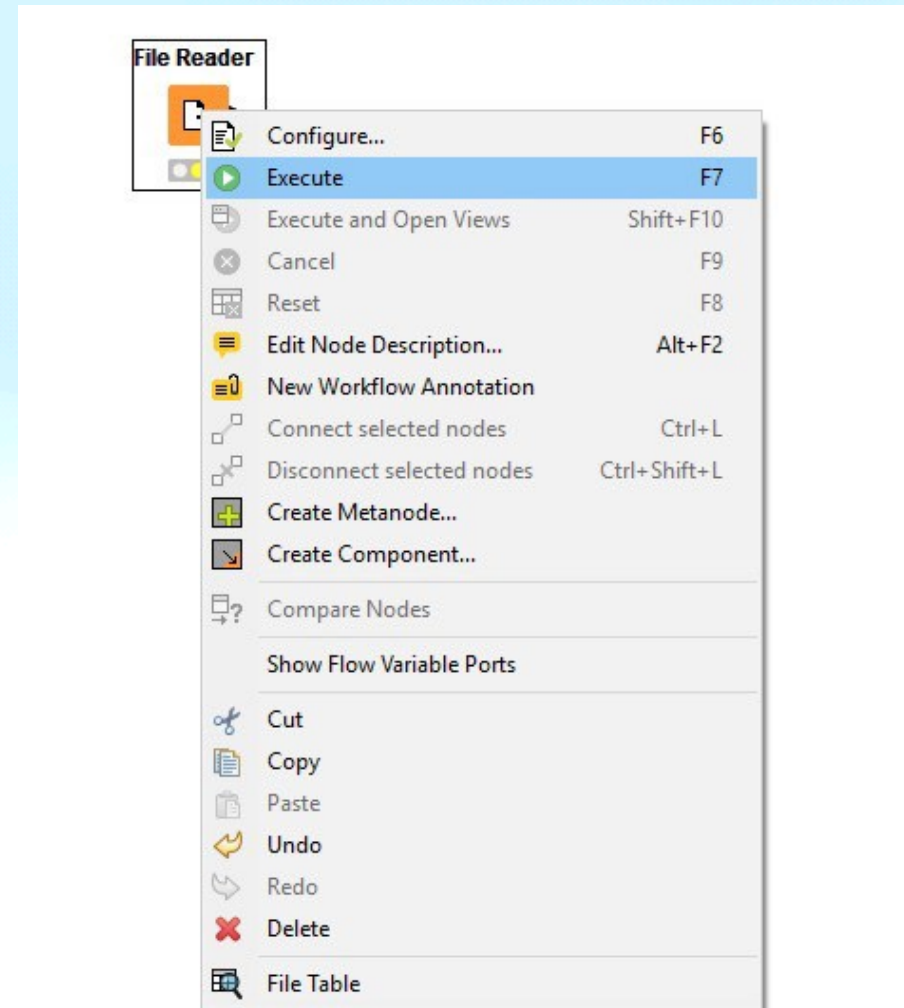 File Reader
Configure... F6
Execute F7
Execute and Open Views Shift+F10
Cancel F9
Reset F8
Edit Node Description... Alt+F2
New Workflow Annotation
Connect selected nodes Ctrl+L
Disconnect selected nodes Ctrl+Shift+L
Create Metanode...
Create Component...
Compare Nodes
Show Flow Variable Ports
Cut
Copy
Paste
Undo
Redo
Delete
File Table